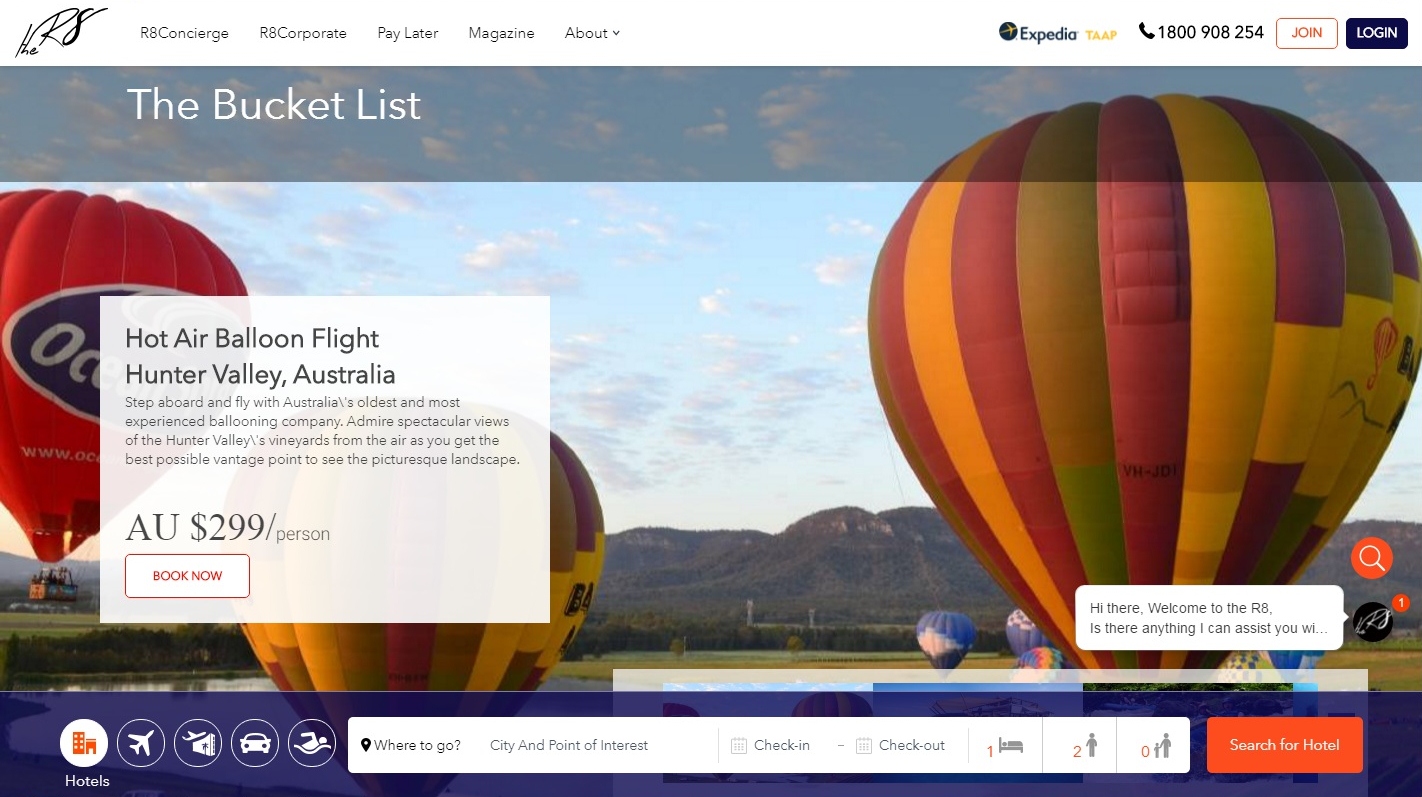 the R8
R8Concierge
R8Corporate
Pay Later
Magazine
About
Expedia TAAP
1800 908 254
JOIN
LOGIN
The Bucket List
Hot Air Balloon Flight
Hunter Valley, Australia
Step aboard and fly with Australia\'s oldest and most
experienced ballooning company. Admire spectacular views
of the Hunter Valley\'s vineyards from the air as you get the
best possible vantage point to see the picturesque landscape.
AU $299/person
BOOK NOW
VH-JDI
1
Hi there, Welcome to the R8,
Is there anything I can assist you wi...
the R8
Where to go?
City And Point of Interest
Check-in
–
Check-out
1
2
0
Search for Hotel
Hotels